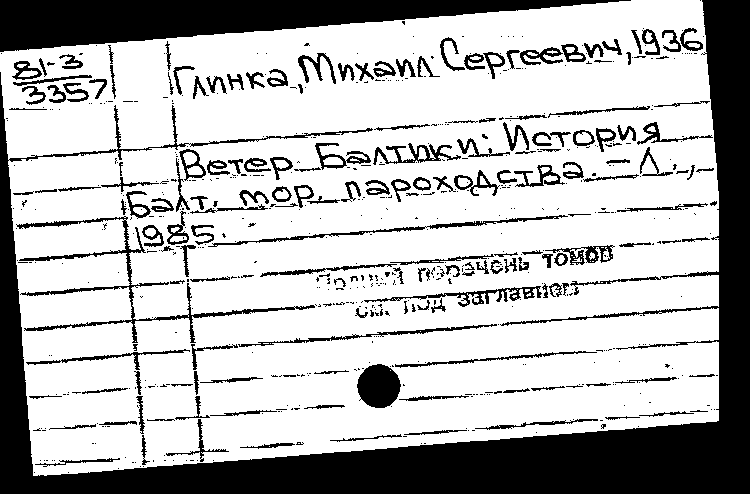 81-3
3357
Глинка, Михаил Сергеевич, 1936
Ветер Балтики: История
Балт. мор. пароходства. - Л.,
1985.
Полный перечень томов
см. под заглавием